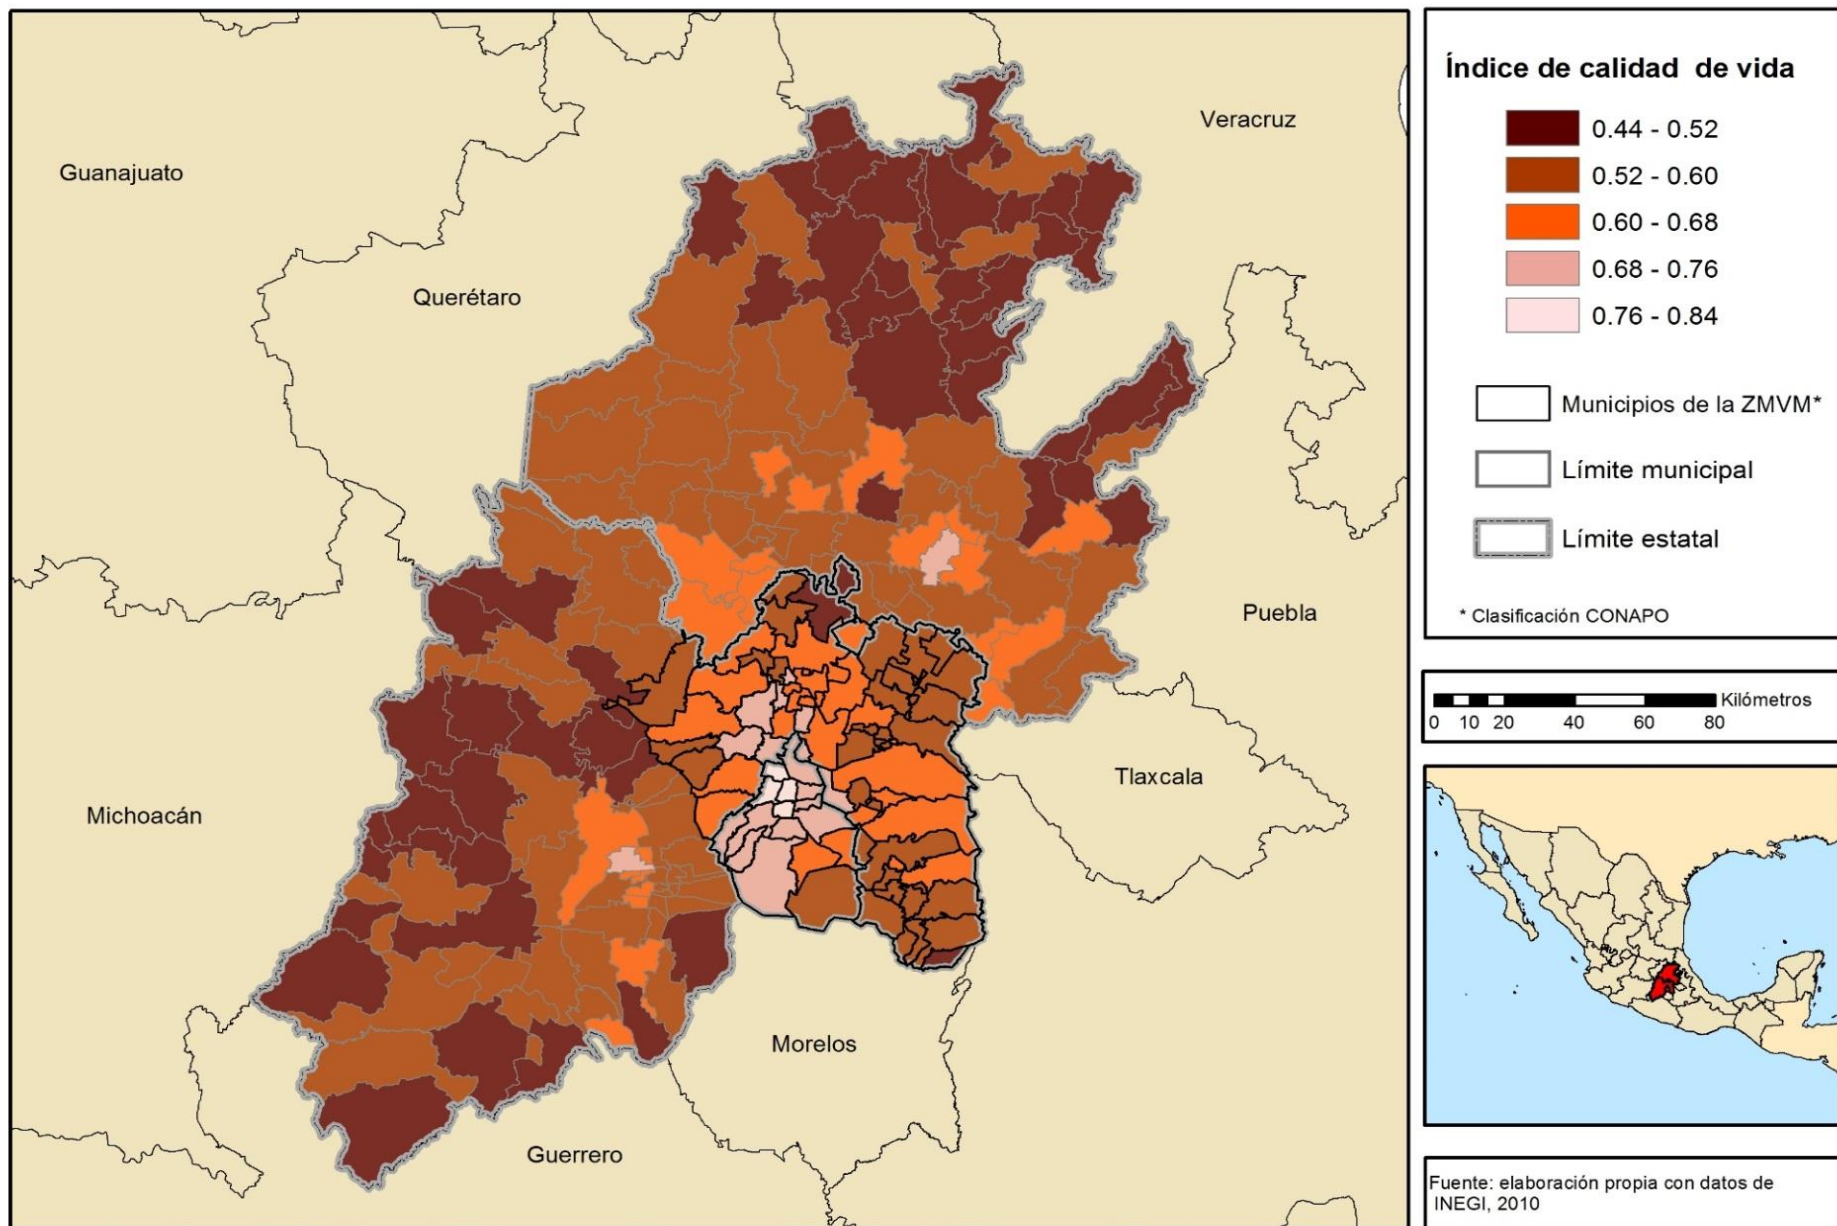 Guanajuato
Querétaro
Veracruz
Puebla
Tlaxcala
Michoacán
Morelos
Guerrero
Índice de calidad de vida
0.44 - 0.52
0.52 - 0.60
0.60 - 0.68
0.68 - 0.76
0.76 - 0.84
Municipios de la ZMVM*
Límite municipal
Límite estatal
* Clasificación CONAPO
Kilómetros
0 10 20 40 60 80
Fuente: elaboración propia con datos de
INEGI, 2010